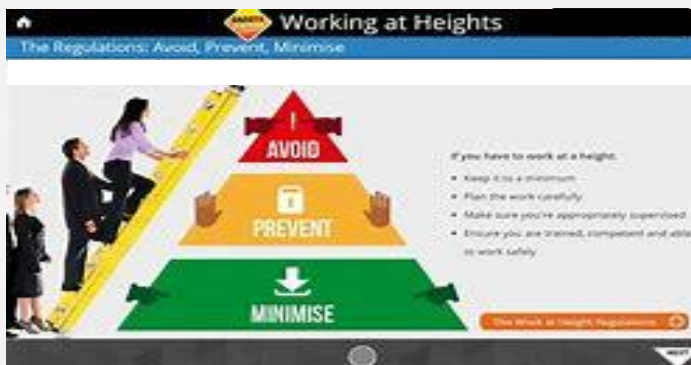 Working at Heights
The Regulations: Avoid, Prevent, Minimise
AVOID
If you have to work at a height:
Keep it to a minimum
Plan the work carefully
PREVENT
Make sure you're appropriately supervised
Ensure you are trained, competent and able
to work safely
MINIMISE
The Work at Height Regulations
NEXT